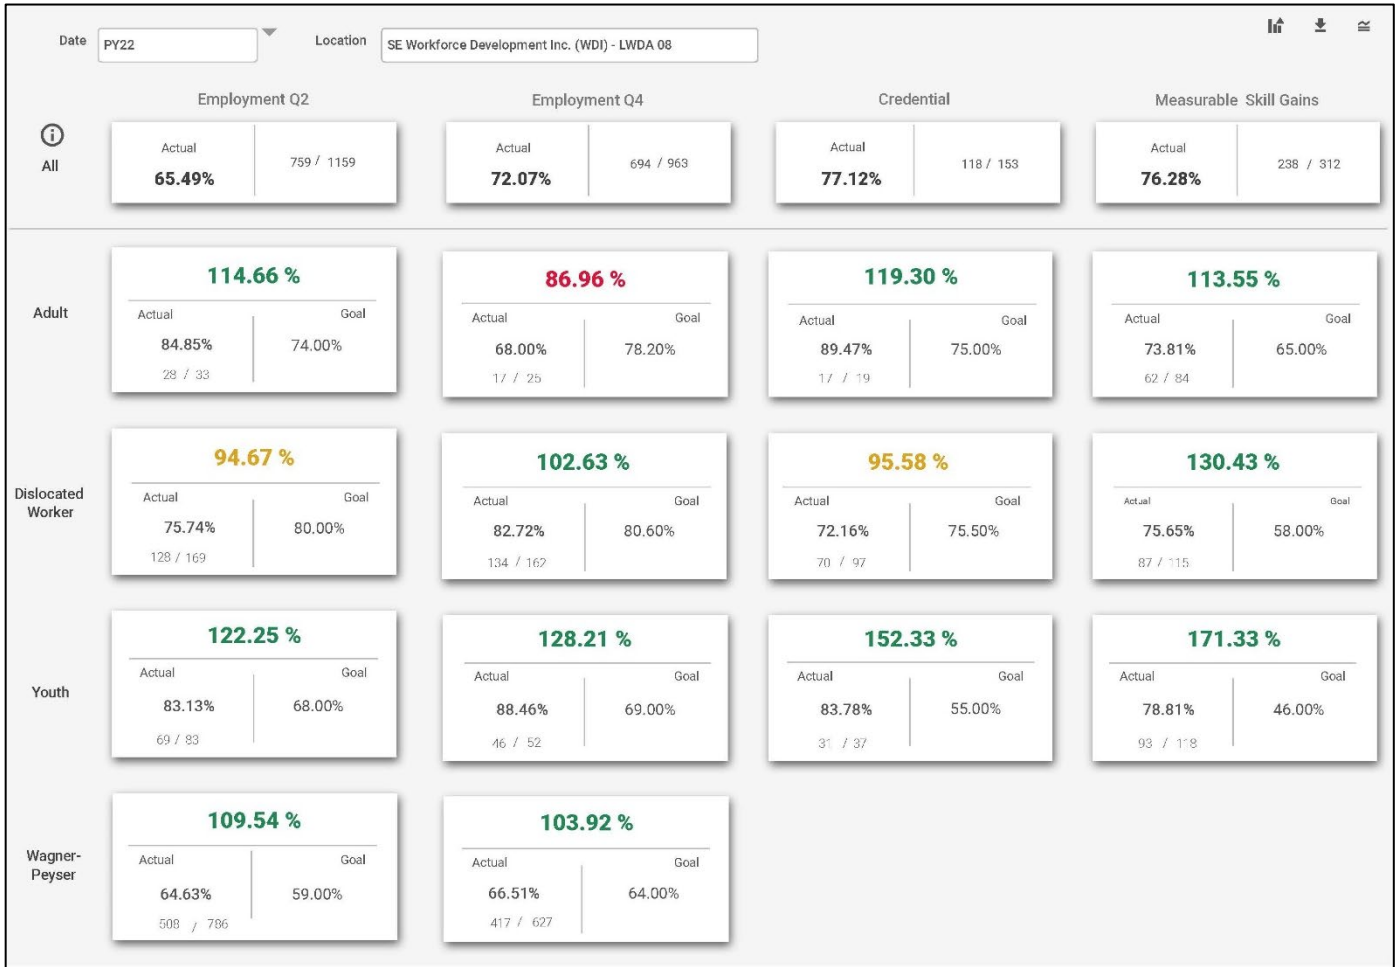 Date PY22 Location SE Workforce Development Inc. (WDI) - LWDA 08
Employment Q2 Employment Q4 Credential Measurable Skill Gains
All
Actual 65.49% 759 / 1159
Actual 72.07% 694 / 963
Actual 77.12% 118 / 153
Actual 76.28% 238 / 312
Adult
114.66 %
Actual Goal
84.85% 74.00%
28 / 33
86.96 %
Actual Goal
68.00% 78.20%
17 / 25
119.30 %
Actual Goal
89.47% 75.00%
17 / 19
113.55 %
Actual Goal
73.81% 65.00%
62 / 84
Dislocated
Worker
94.67 %
Actual Goal
75.74% 80.00%
128 / 169
102.63 %
Actual Goal
82.72% 80.60%
134 / 162
95.58 %
Actual Goal
72.16% 75.50%
70 / 97
130.43 %
Actual Goal
75.65% 58.00%
87 / 115
Youth
122.25 %
Actual Goal
83.13% 68.00%
69 / 83
128.21 %
Actual Goal
88.46% 69.00%
46 / 52
152.33 %
Actual Goal
83.78% 55.00%
31 / 37
171.33 %
Actual Goal
78.81% 46.00%
93 / 118
Wagner-
Peyser
109.54 %
Actual Goal
64.63% 59.00%
508 / 786
103.92 %
Actual Goal
66.51% 64.00%
417 / 627